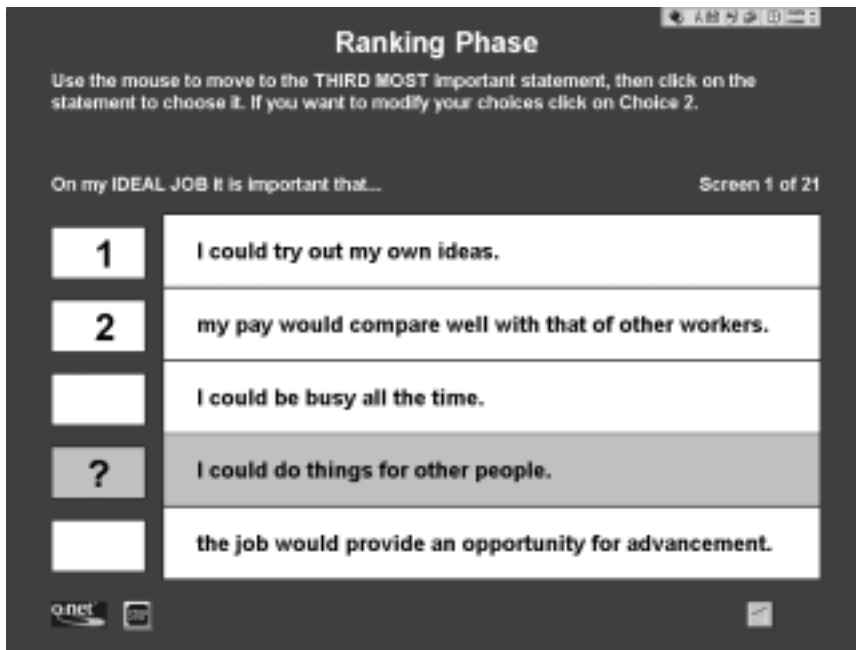 Ranking Phase
Use the mouse to move to the THIRD MOST important statement, then click on the
statement to choose it. If you want to modify your choices click on Choice 2.
On my IDEAL JOB it is important that...
Screen 1 of 21
1 I could try out my own ideas.
2 my pay would compare well with that of other workers.
I could be busy all the time.
? I could do things for other people.
the job would provide an opportunity for advancement.
o.net